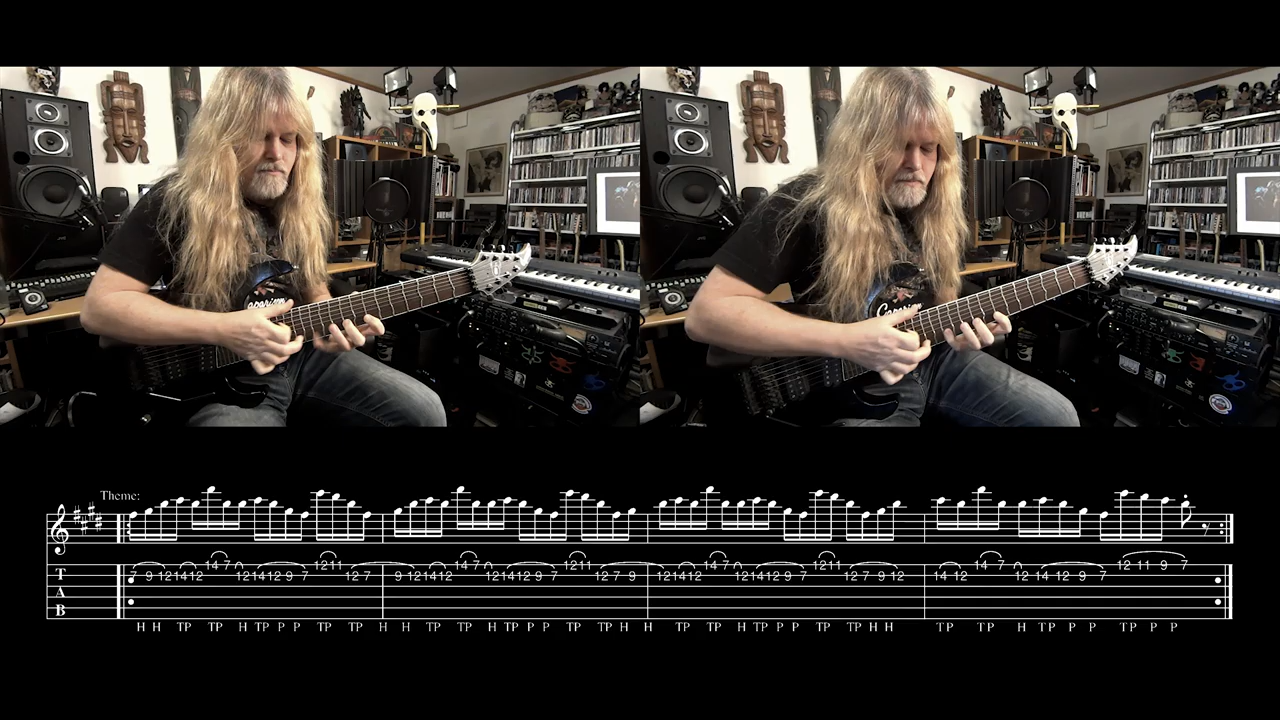 Caparison
Caparison
Theme:
14 7 12 11 14 7 12 11 14 7 12 11 14 7 12 11 9 7
T 7 9 12 14 12 12 14 12 9 7 12 7 9 12 14 12 12 14 12 9 7 12 7 9 12 14 12 12 14 12 9 7 12 7 9 12 14 12 12 14 12 9 7
A
B
H H TP TP H TP P P TP TP H H TP TP H TP P P TP TP H H TP TP H TP P P TP TP H H TP TP H TP P P TP P P